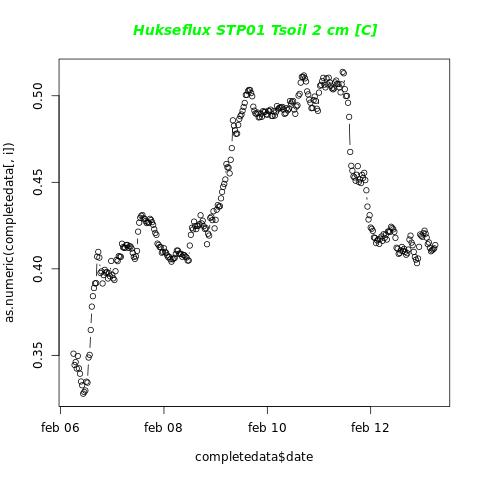 Hukseflux STP01 Tsoil 2 cm [C]
as.numeric(completedata[, i])
0.50
0.45
0.40
0.35
feb 06 feb 08 feb 10 feb 12
completedata$date